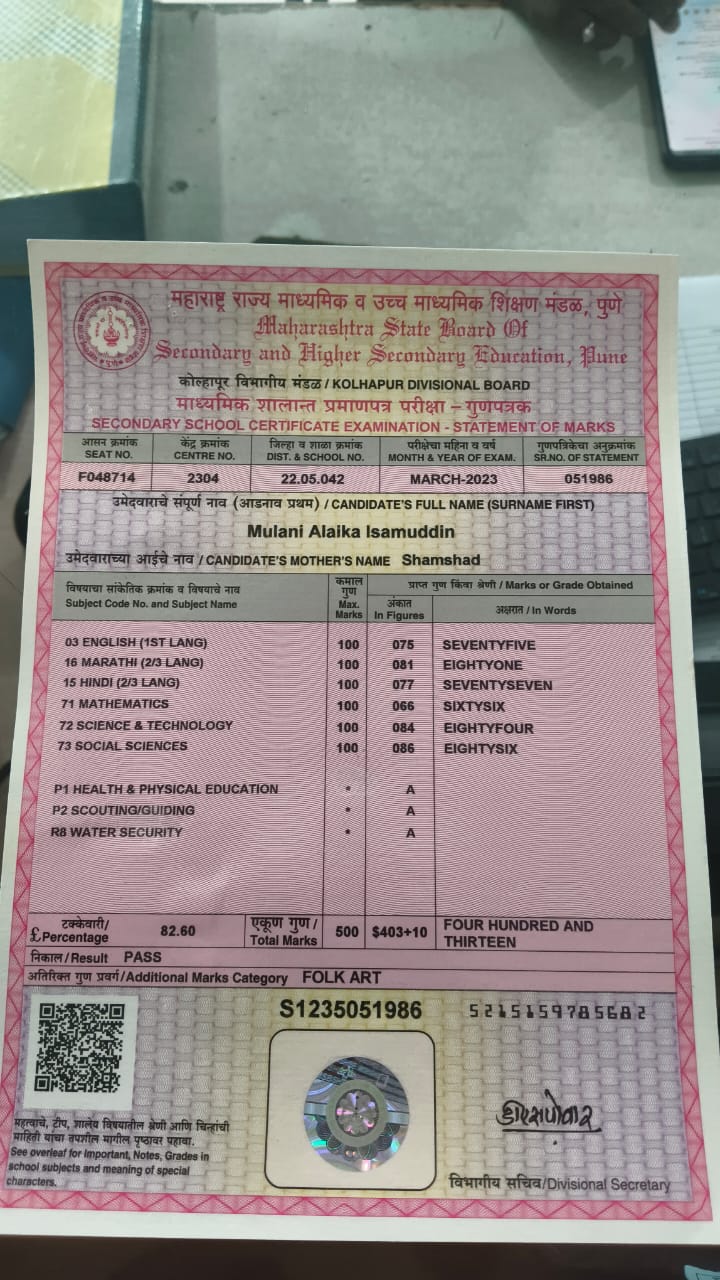 महाराष्ट्र राज्य माध्यमिक व उच्च माध्यमिक शिक्षण मंडळ, पुणे
Maharashtra State Board Of
Secondary and Higher Secondary Education, Pune
कोल्हापूर विभागीय मंडळ / KOLHAPUR DIVISIONAL BOARD
माध्यमिक शालान्त प्रमाणपत्र परीक्षा – गुणपत्रक
SECONDARY SCHOOL CERTIFICATE EXAMINATION - STATEMENT OF MARKS
आसन क्रमांक केंद्र क्रमांक जिल्हा व शाळा क्रमांक परीक्षेचा महिना व वर्ष गुणपत्रिकेचा अनुक्रमांक
SEAT NO. CENTRE NO. DIST. & SCHOOL NO. MONTH & YEAR OF EXAM. SR.NO. OF STATEMENT
F048714 2304 22.05.042 MARCH-2023 051986
उमेदवाराचे संपूर्ण नाव (आडनाव प्रथम) / CANDIDATE'S FULL NAME (SURNAME FIRST)
Mulani Alaika Isamuddin
उमेदवाराच्या आईचे नाव / CANDIDATE'S MOTHER'S NAME Shamshad
विषयाचा सांकेतिक क्रमांक व विषयाचे नाव
Subject Code No. and Subject Name
कमाल
गुण
Max.
Marks
प्राप्त गुण किंवा श्रेणी / Marks or Grade Obtained
अंकात
In Figures
अक्षरात / In Words
03 ENGLISH (1ST LANG) 100 075 SEVENTYFIVE
16 MARATHI (2/3 LANG) 100 081 EIGHTYONE
15 HINDI (2/3 LANG) 100 077 SEVENTYSEVEN
71 MATHEMATICS 100 066 SIXTYSIX
72 SCIENCE & TECHNOLOGY 100 084 EIGHTYFOUR
73 SOCIAL SCIENCES 100 086 EIGHTYSIX
P1 HEALTH & PHYSICAL EDUCATION * A
P2 SCOUTING/GUIDING * A
R8 WATER SECURITY * A
टक्केवारी/
£Percentage 82.60
एकूण गुण /
Total Marks 500 $403+10
FOUR HUNDRED AND
THIRTEEN
निकाल/Result PASS
अतिरिक्त गुण प्रवर्ग/Additional Marks Category FOLK ART
S1235051986
5215159785682
महत्वाचे, टीप, शालेय विषयातील श्रेणी आणि चिन्हांची
माहिती यांचा तपशील मागील पृष्ठावर पहावा.
See overleaf for Important, Notes, Grades in
school subjects and meaning of special
characters.
विभागीय सचिव/Divisional Secretary